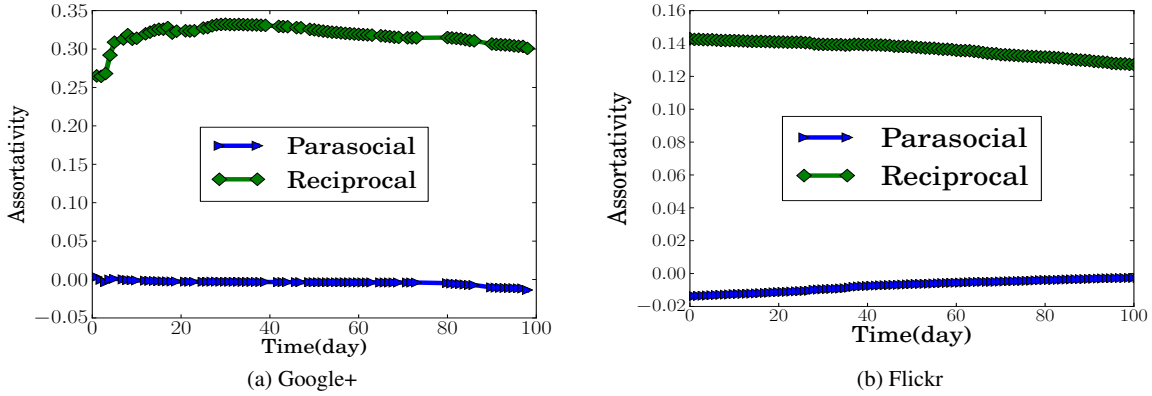 0.35
0.30
0.25
0.20
0.15
0.10
0.05
0.00
−0.05
Assortativity
Parasocial
Reciprocal
0 20 40 60 80 100
Time(day)
(a) Google+
0.16
0.14
0.12
0.10
0.08
0.06
0.04
0.02
0.00
−0.02
Assortativity
Parasocial
Reciprocal
0 20 40 60 80 100
Time(day)
(b) Flickr